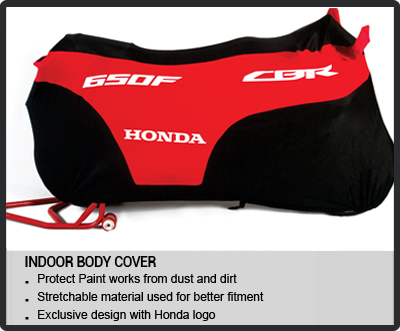 650F CBR
HONDA
INDOOR BODY COVER
Protect Paint works from dust and dirt
Stretchable material used for better fitment
Exclusive design with Honda logo